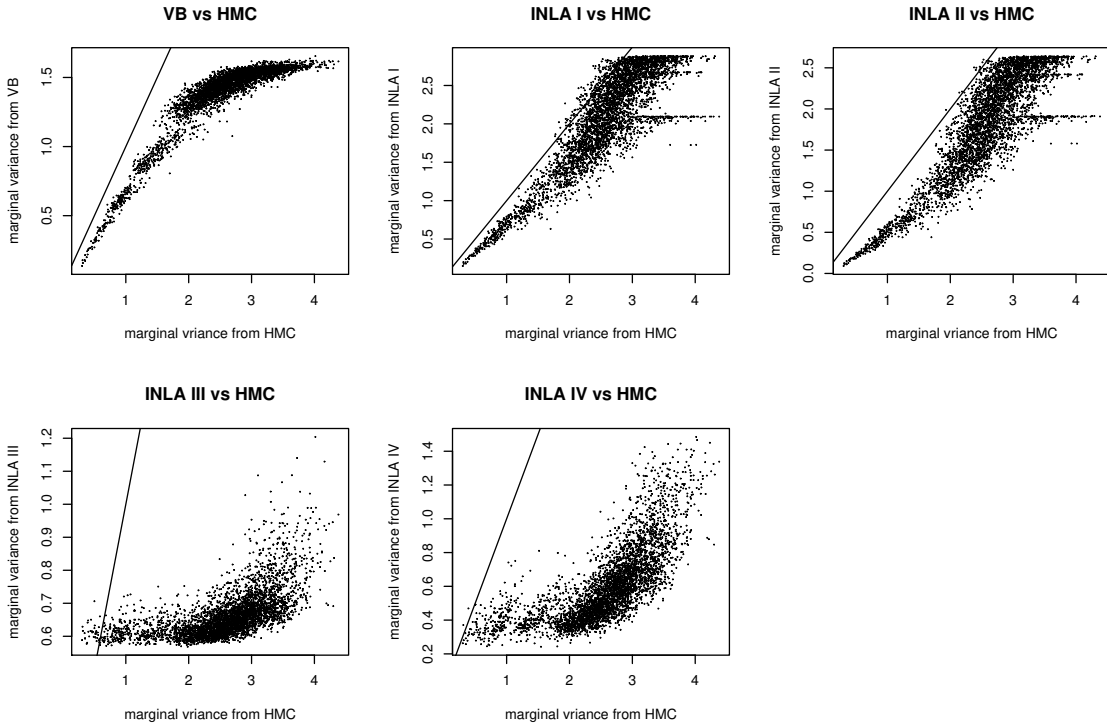 VB vs HMC
marginal variance from VB
0.5
1.0
1.5
1 2 3 4
marginal vriance from HMC
INLA I vs HMC
marginal variance from INLA I
0.5
1.0
1.5
2.0
2.5
1 2 3 4
marginal vriance from HMC
INLA II vs HMC
marginal variance from INLA II
0.0
0.5
1.0
1.5
2.0
2.5
1 2 3 4
marginal vriance from HMC
INLA III vs HMC
marginal variance from INLA III
0.6
0.7
0.8
0.9
1.0
1.1
1.2
1 2 3 4
marginal vriance from HMC
INLA IV vs HMC
marginal variance from INLA IV
0.2
0.4
0.6
0.8
1.0
1.2
1.4
1 2 3 4
marginal vriance from HMC